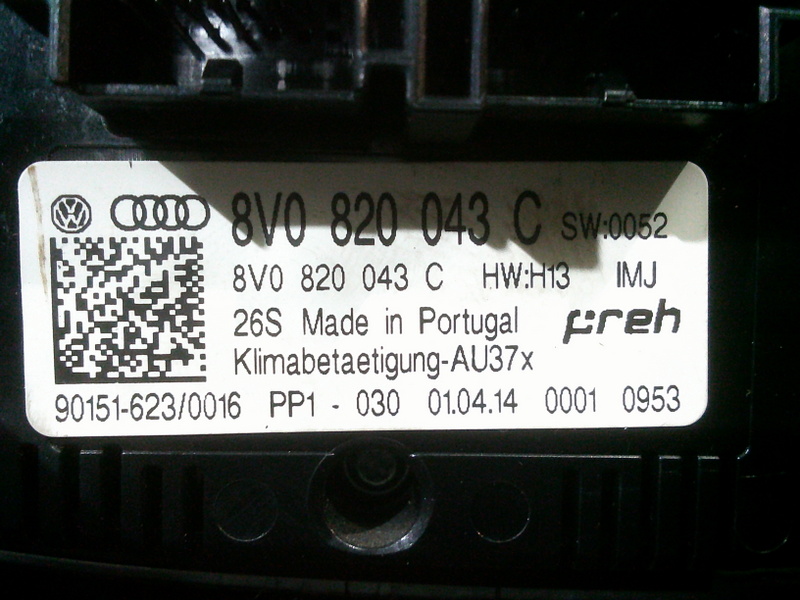 8V0 820 043 C SW:0052
8V0 820 043 C HW:H13 IMJ
26S Made in Portugal preh
Klimabetaetigung-AU37x
90151-623/0016 PP1 - 030 01.04.14 0001 0953